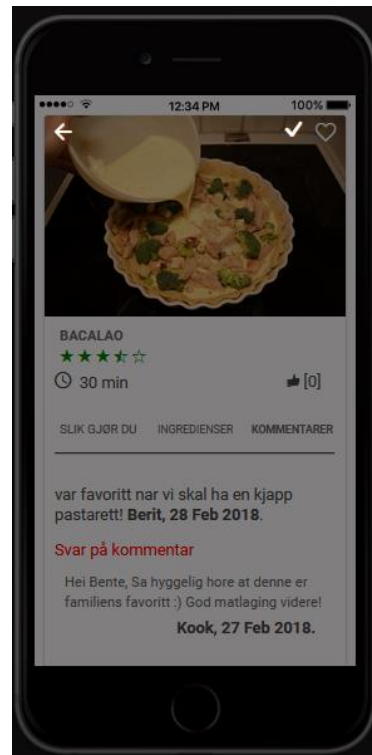 12:34 PM 100%
BACALAO
30 min [0]
SLIK GJØR DU INGREDIENSER KOMMENTARER
var favoritt nar vi skal ha en kjapp
pastarett! Berit, 28 Feb 2018.
Svar på kommentar
Hei Bente, Sa hyggelig hore at denne er
familiens favoritt :) God matlaging videre!
Kook, 27 Feb 2018.